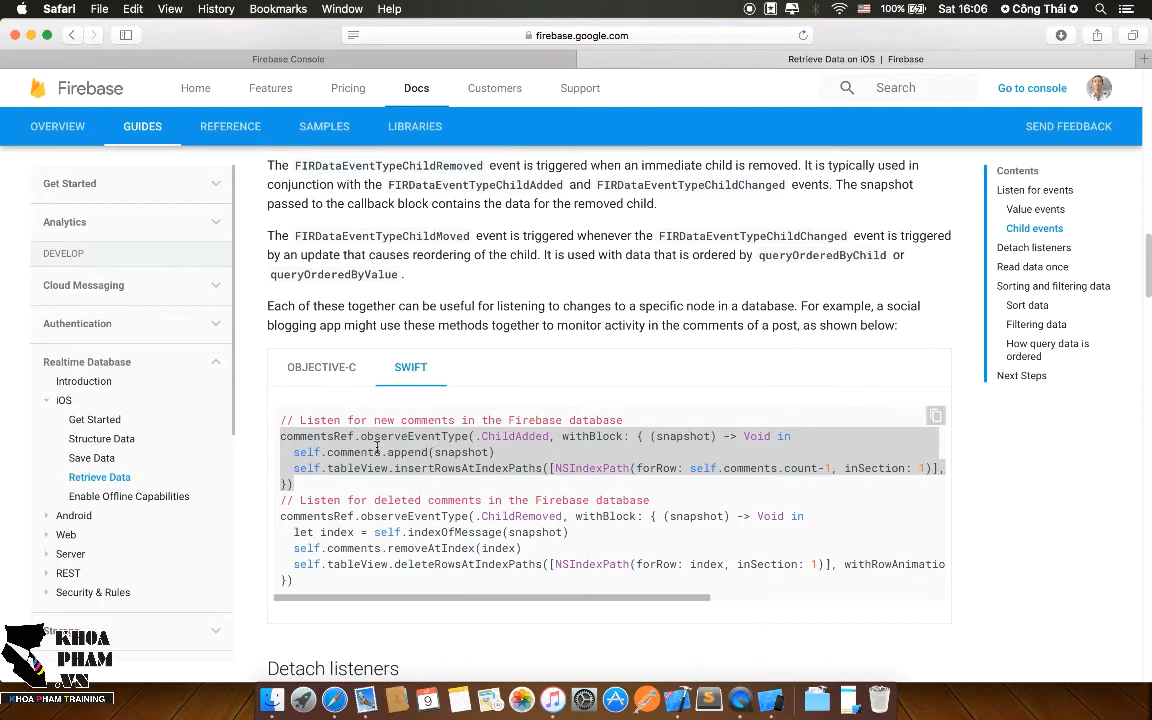 Safari File Edit View History Bookmarks Window Help 100% Sat 16:06 Công Thái
firebase.google.com
Firebase Console Retrieve Data on iOS | Firebase
Firebase Home Features Pricing Docs Customers Support Search Go to console
OVERVIEW GUIDES REFERENCE SAMPLES LIBRARIES SEND FEEDBACK
Get Started
Analytics
DEVELOP
Cloud Messaging
Authentication
Realtime Database
Introduction
iOS
Get Started
Structure Data
Save Data
Retrieve Data
Enable Offline Capabilities
Android
Web
Server
REST
Security & Rules
The FIRDataEventTypeChildRemoved event is triggered when an immediate child is removed. It is typically used in
conjunction with the FIRDataEventTypeChildAdded and FIRDataEventTypeChildChanged events. The snapshot
passed to the callback block contains the data for the removed child.
The FIRDataEventTypeChildMoved event is triggered whenever the FIRDataEventTypeChildChanged event is triggered
by an update that causes reordering of the child. It is used with data that is ordered by queryOrderedByChild or
queryOrderedByValue.
Each of these together can be useful for listening to changes to a specific node in a database. For example, a social
blogging app might use these methods together to monitor activity in the comments of a post, as shown below:
OBJECTIVE-C SWIFT
// Listen for new comments in the Firebase database
commentsRef.observeEventType(.ChildAdded, withBlock: { (snapshot) -> Void in
self.comments.append(snapshot)
self.tableView.insertRowsAtIndexPaths([NSIndexPath(forRow: self.comments.count-1, inSection: 1)],
})
// Listen for deleted comments in the Firebase database
commentsRef.observeEventType(.ChildRemoved, withBlock: { (snapshot) -> Void in
let index = self.indexOfMessage(snapshot)
self.comments.removeAtIndex(index)
self.tableView.deleteRowsAtIndexPaths([NSIndexPath(forRow: index, inSection: 1)], withRowAnimatio
})
Detach listeners
Contents
Listen for events
Value events
Child events
Detach listeners
Read data once
Sorting and filtering data
Sort data
Filtering data
How query data is
ordered
Next Steps
KHOA
PHAM
.VN
KHOA PHAM TRAINING
9